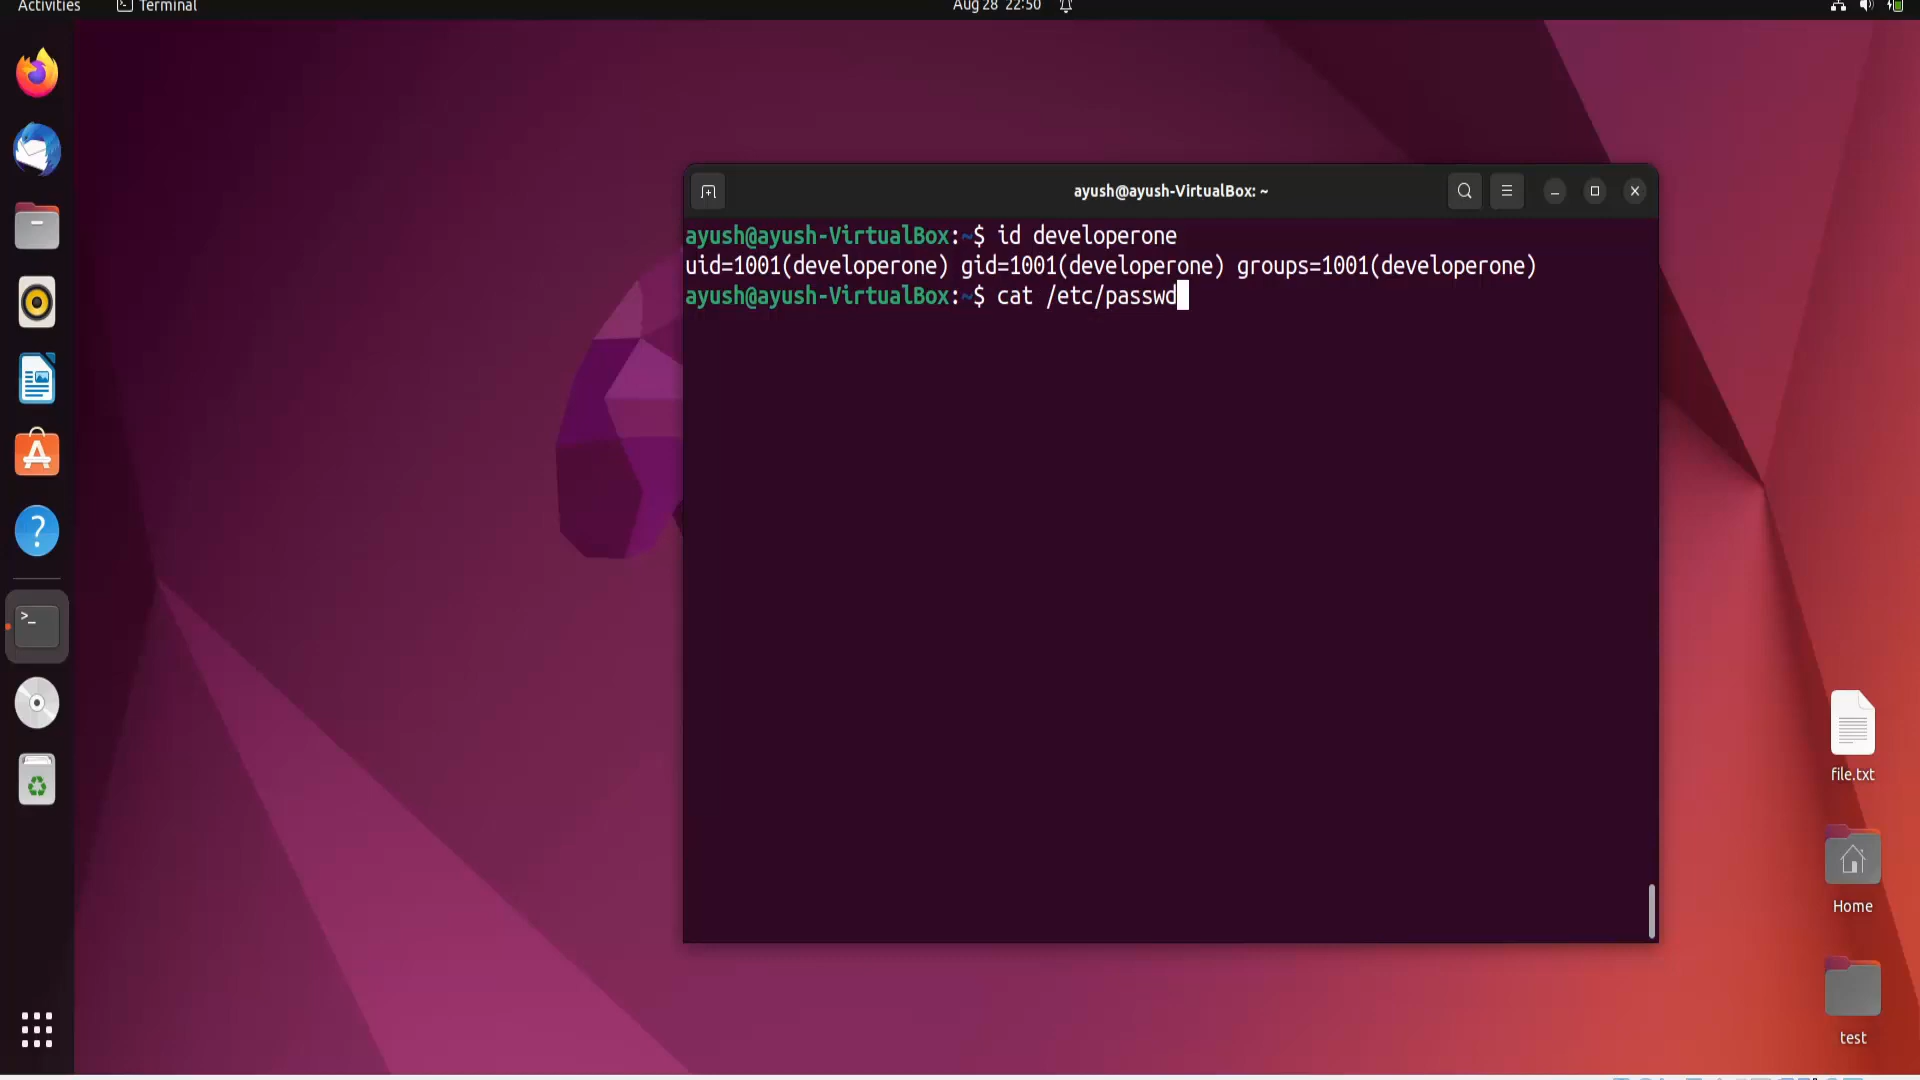 Activities Terminal Aug 28 22:50
ayush@ayush-VirtualBox: ~
ayush@ayush-VirtualBox:~$ id developerone
uid=1001(developerone) gid=1001(developerone) groups=1001(developerone)
ayush@ayush-VirtualBox:~$ cat /etc/passwd
file.txt
Home
test